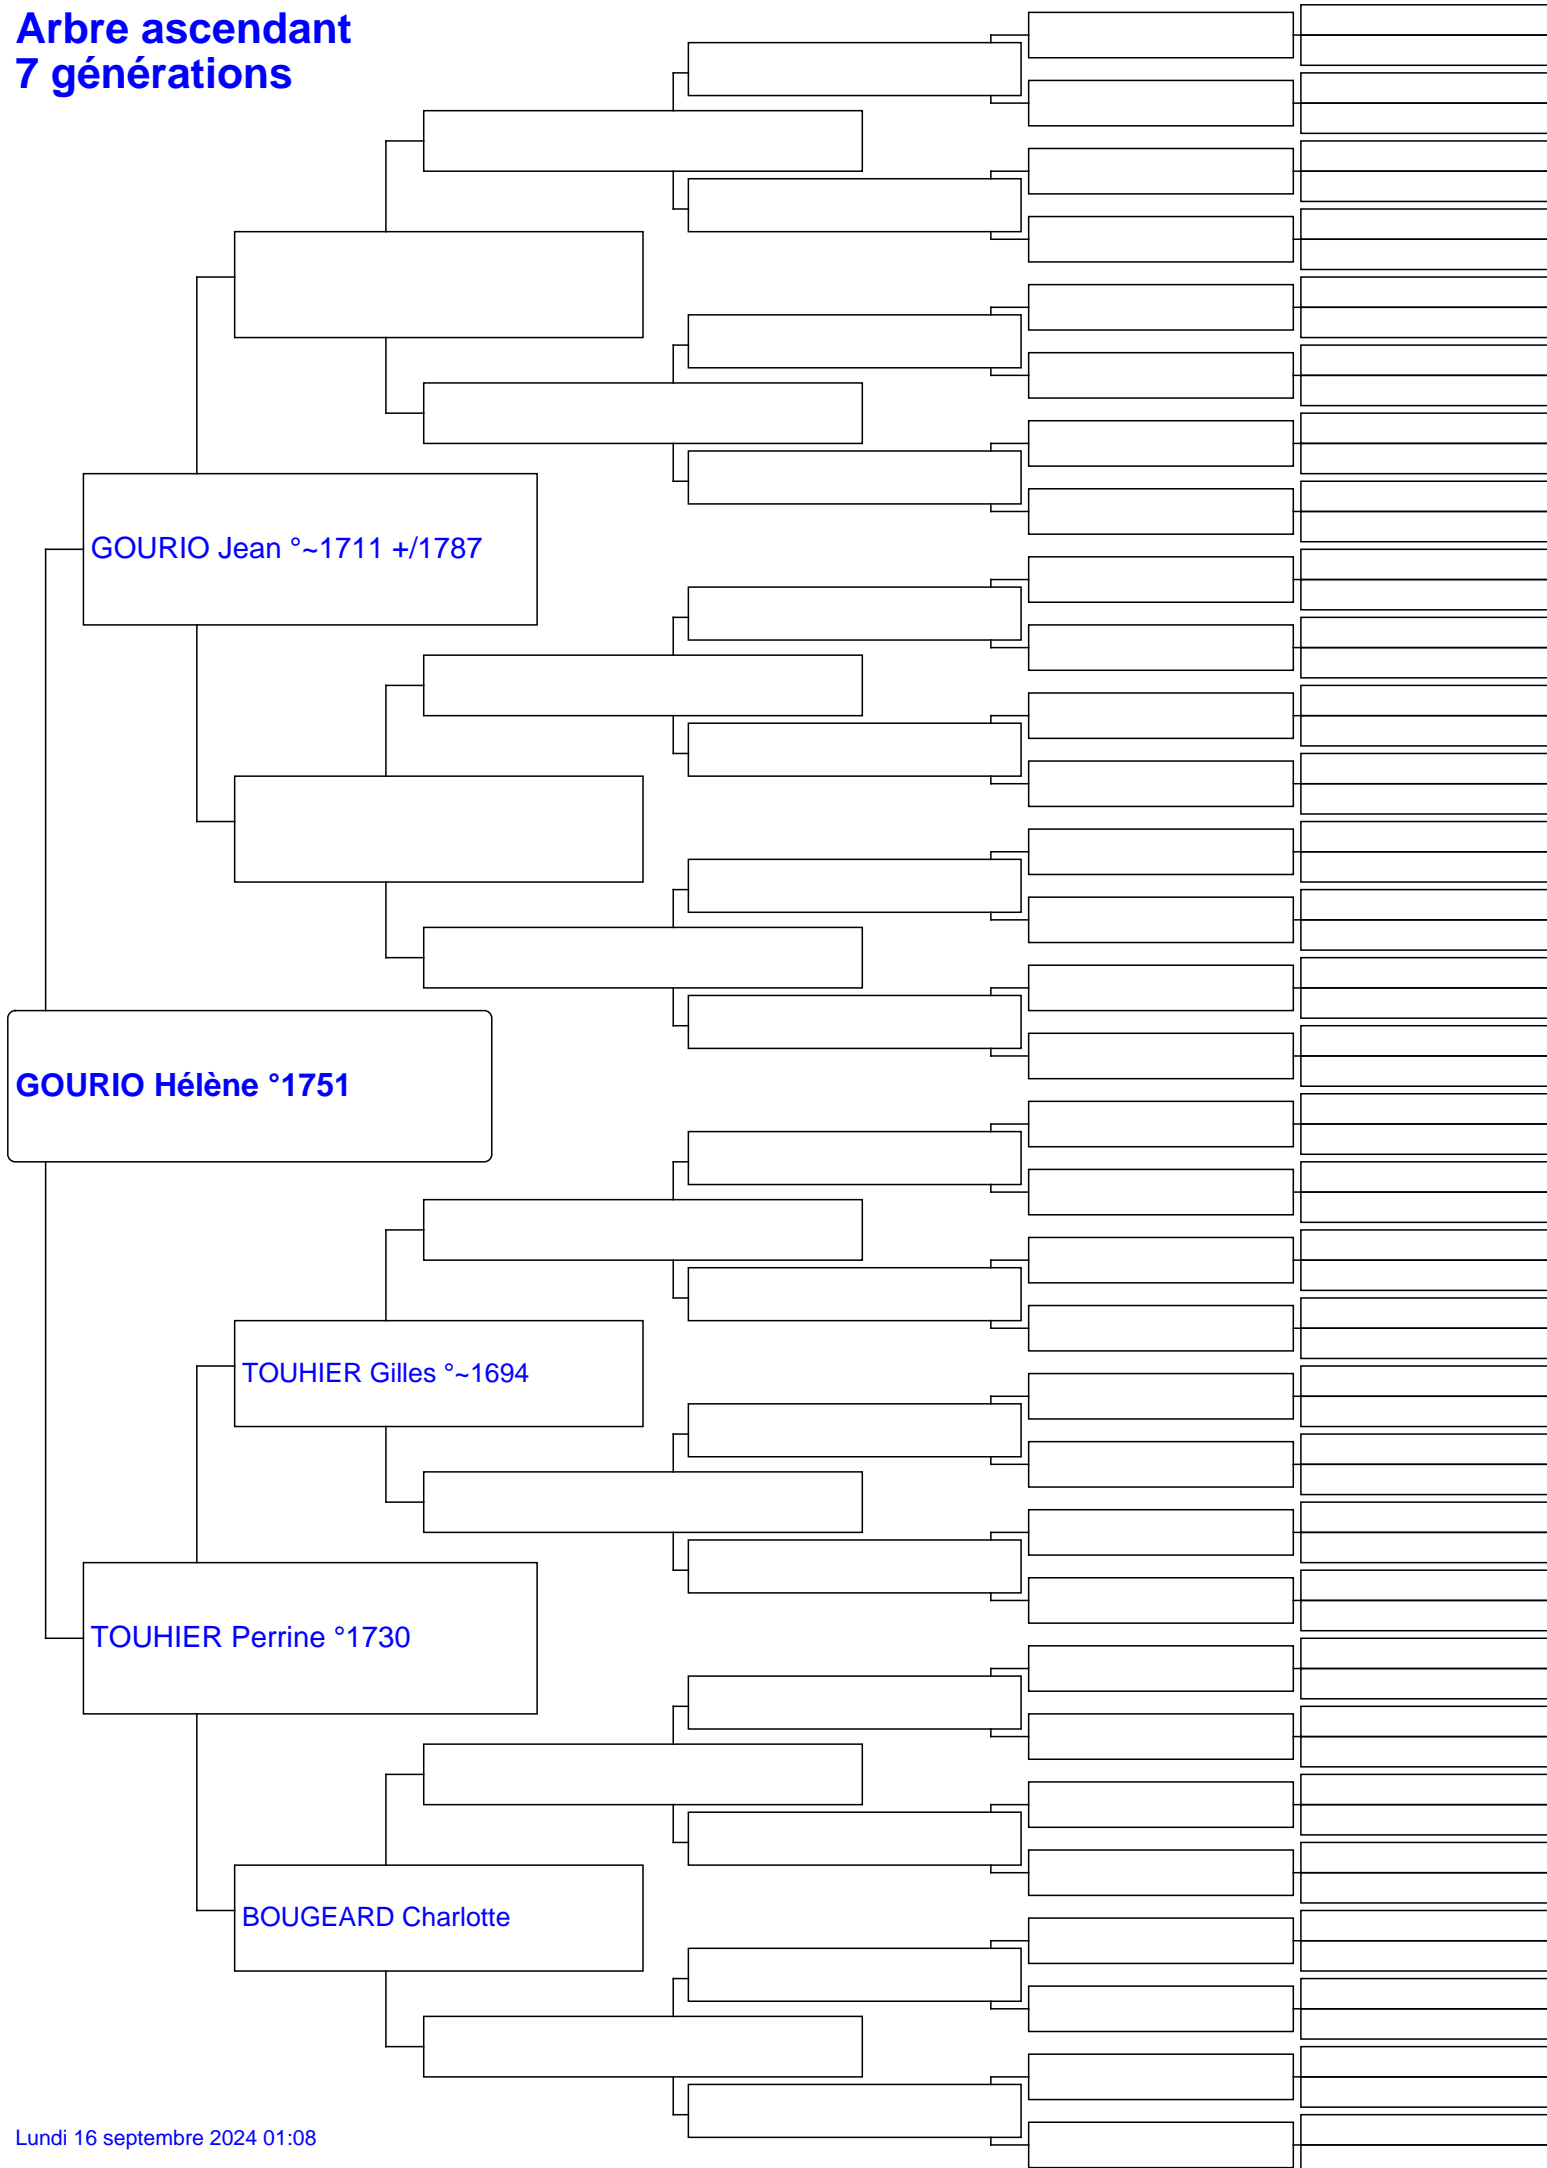 Arbre ascendant
7 générations
GOURIO Jean °~1711 +/1787
GOURIO Hélène °1751
TOUHIER Gilles °~1694
TOUHIER Perrine °1730
BOUGEARD Charlotte
Lundi 16 septembre 2024 01:08